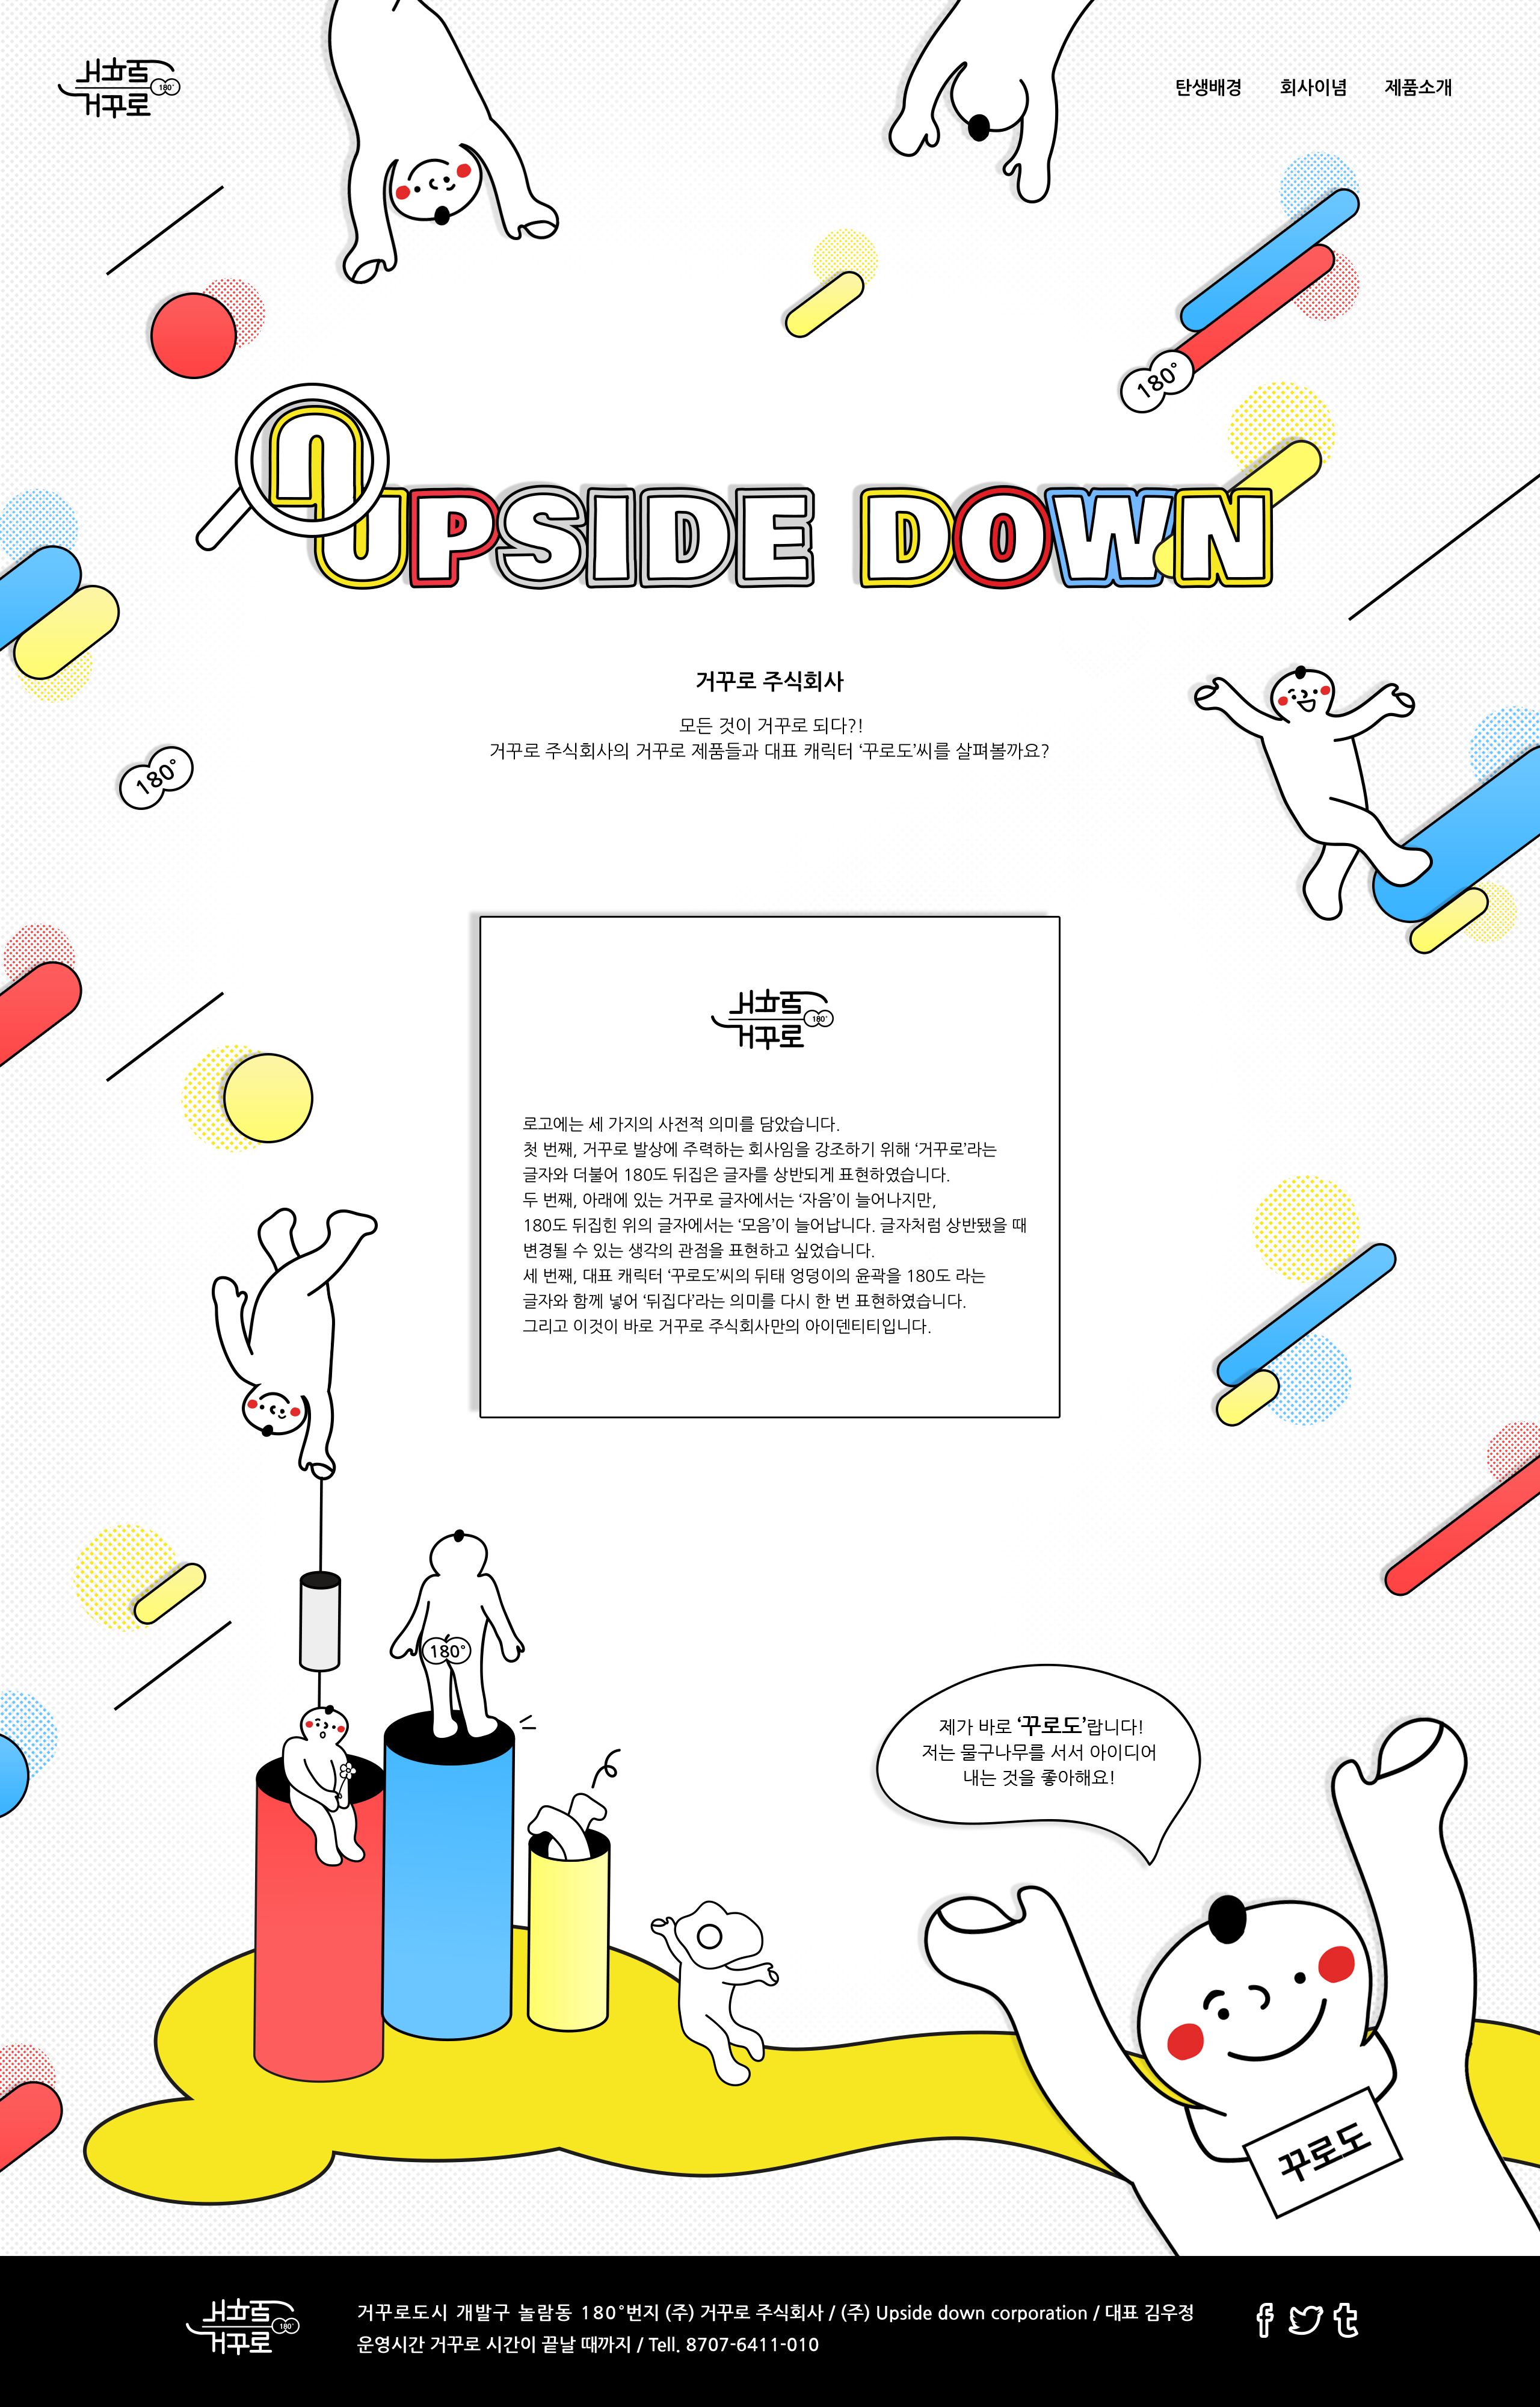 거꾸로
180°
탄생배경 회사이념 제품소개
180°
UPSIDE DOWN
거꾸로 주식회사
모든 것이 거꾸로 되다?!
거꾸로 주식회사의 거꾸로 제품들과 대표 캐릭터 ‘꾸로도’씨를 살펴볼까요?
180°
거꾸로
180°
로고에는 세 가지의 사전적 의미를 담았습니다.
첫 번째, 거꾸로 발상에 주력하는 회사임을 강조하기 위해 ‘거꾸로’라는
글자와 더불어 180도 뒤집은 글자를 상반되게 표현하였습니다.
두 번째, 아래에 있는 거꾸로 글자에서는 ‘자음’이 늘어나지만,
180도 뒤집힌 위의 글자에서는 ‘모음’이 늘어납니다. 글자처럼 상반됐을 때
변경될 수 있는 생각의 관점을 표현하고 싶었습니다.
세 번째, 대표 캐릭터 ‘꾸로도’씨의 뒤태 엉덩이의 윤곽을 180도 라는
글자와 함께 넣어 ‘뒤집다’라는 의미를 다시 한 번 표현하였습니다.
그리고 이것이 바로 거꾸로 주식회사만의 아이덴티티입니다.
180°
제가 바로 ‘꾸로도’랍니다!
저는 물구나무를 서서 아이디어
내는 것을 좋아해요!
꾸로도
거꾸로
180°
거꾸로도시 개발구 놀람동 180°번지 (주) 거꾸로 주식회사 / (주) Upside down corporation / 대표 김우정
운영시간 거꾸로 시간이 끝날 때까지 / Tell. 8707-6411-010